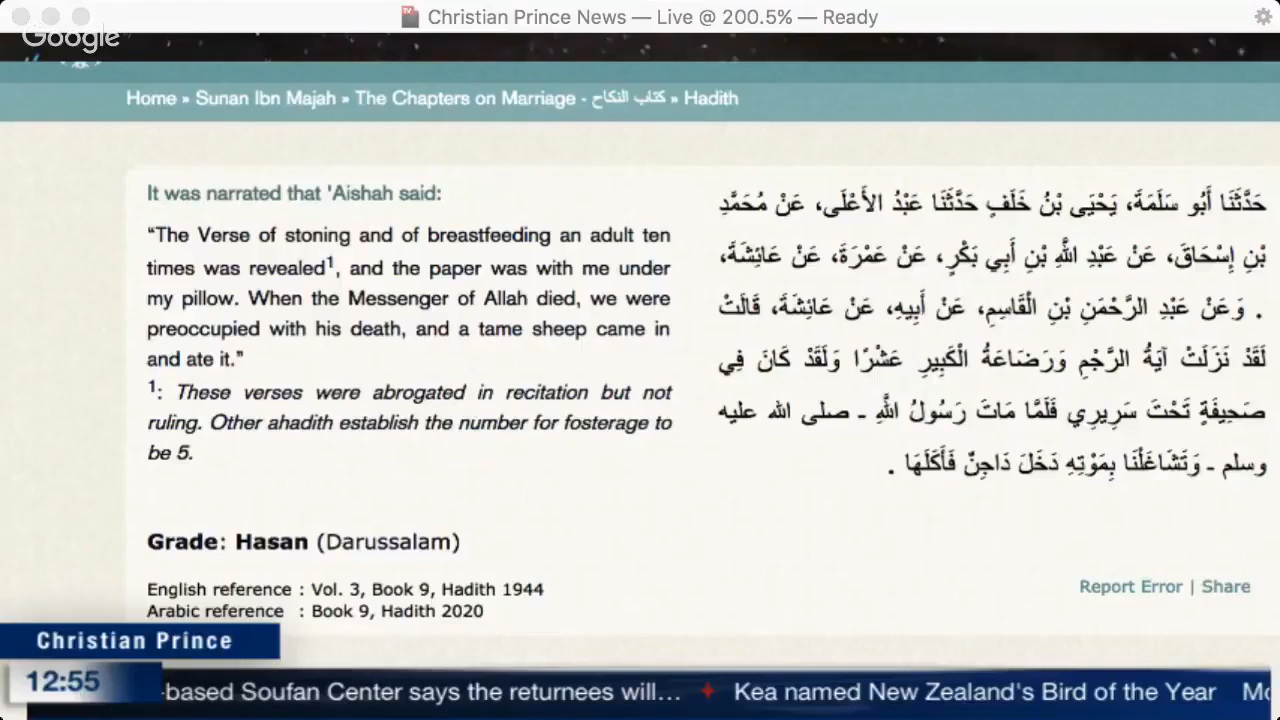 Christian Prince News — Live @ 200.5% — Ready
Google
Home » Sunan Ibn Majah » The Chapters on Marriage - كتاب النكاح » Hadith
It was narrated that 'Aishah said:
“The Verse of stoning and of breastfeeding an adult ten
times was revealed¹, and the paper was with me under
my pillow. When the Messenger of Allah died, we were
preoccupied with his death, and a tame sheep came in
and ate it.”
¹: These verses were abrogated in recitation but not
ruling. Other ahadith establish the number for fosterage to
be 5.
حَدَّثَنَا أَبُو سَلَمَةَ، يَحْيَى بْنُ خَلَفٍ حَدَّثَنَا عَبْدُ الأَعْلَى، عَنْ مُحَمَّدِ
بْنِ إِسْحَاقَ، عَنْ عَبْدِ اللَّهِ بْنِ أَبِي بَكْرٍ، عَنْ عَمْرَةَ، عَنْ عَائِشَةَ،
. وَعَنْ عَبْدِ الرَّحْمَنِ بْنِ الْقَاسِمِ، عَنْ أَبِيهِ، عَنْ عَائِشَةَ، قَالَتْ
لَقَدْ نَزَلَتْ آيَةُ الرَّجْمِ وَرَضَاعَةُ الْكَبِيرِ عَشْرًا وَلَقَدْ كَانَ فِي
صَحِيفَةٍ تَحْتَ سَرِيرِي فَلَمَّا مَاتَ رَسُولُ اللَّهِ ـ صلى الله عليه
وسلم ـ وَتَشَاغَلْنَا بِمَوْتِهِ دَخَلَ دَاجِنٌ فَأَكَلَهَا .
Grade: Hasan (Darussalam)
English reference : Vol. 3, Book 9, Hadith 1944
Arabic reference : Book 9, Hadith 2020
Report Error | Share
Christian Prince
12:55
-based Soufan Center says the returnees will... ♦ Kea named New Zealand's Bird of the Year